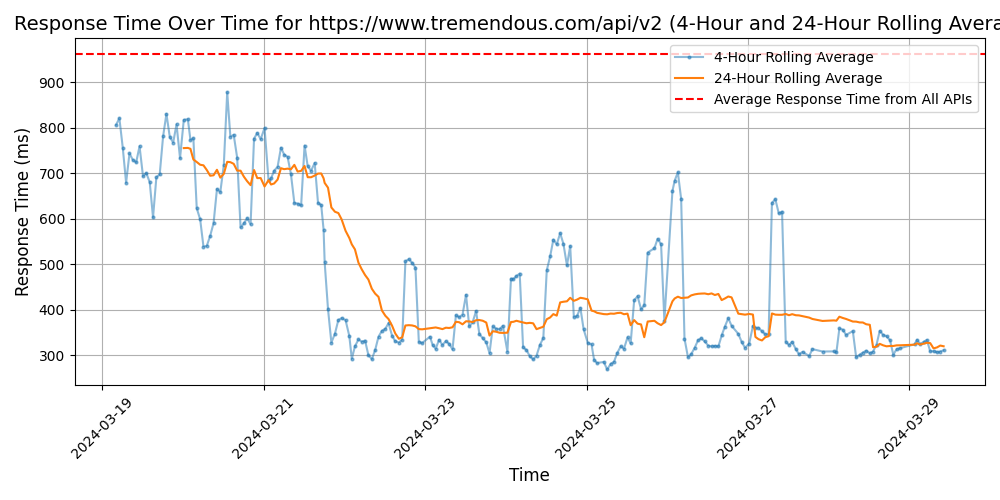 Response Time Over Time for https://www.tremendous.com/api/v2 (4-Hour and 24-Hour Rolling Avera
4-Hour Rolling Average
24-Hour Rolling Average
Average Response Time from All APIs
Response Time (ms)
900
800
700
600
500
400
300
2024-03-19
2024-03-21
2024-03-23
2024-03-25
2024-03-27
2024-03-29
Time